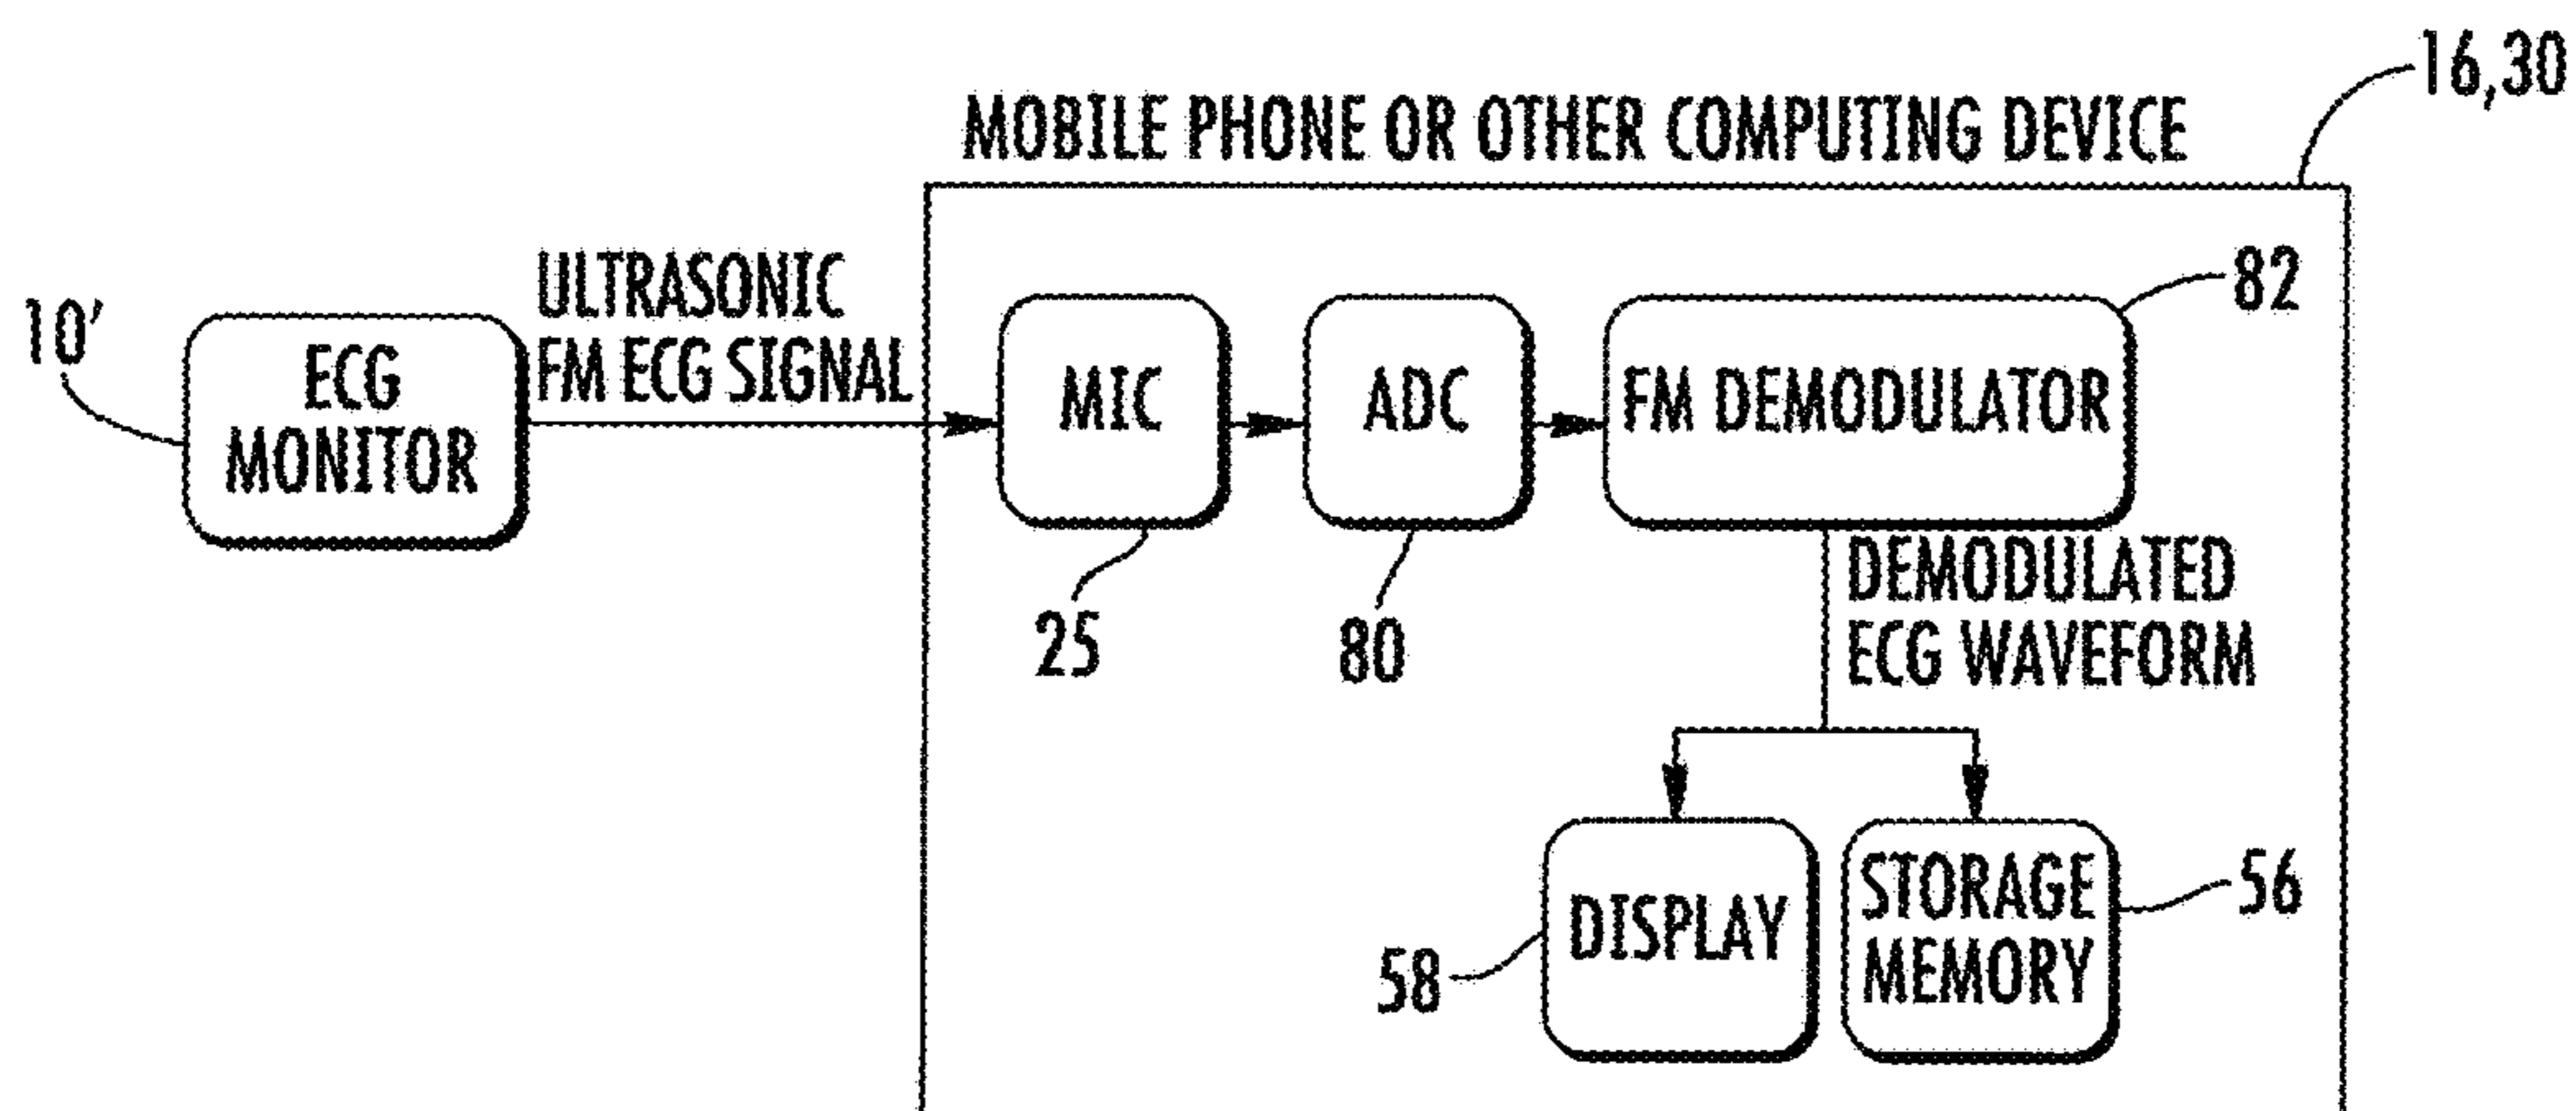 16,30
MOBILE PHONE OR OTHER COMPUTING DEVICE
10'
ECG
MONITOR
ULTRASONIC
FM ECG SIGNAL
MIC
25
ADC
80
FM DEMODULATOR
82
DEMODULATED
ECG WAVEFORM
DISPLAY
58
STORAGE
MEMORY
56